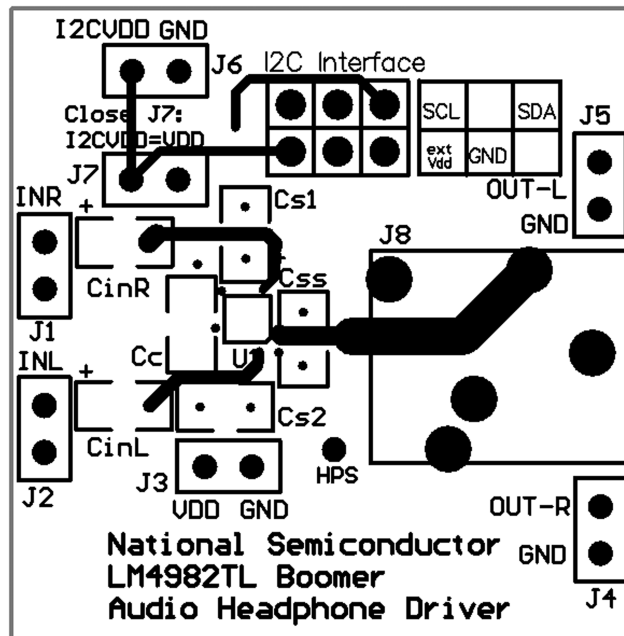 I2CVDD GND
J6
I2C Interface
Close J7:
I2CVDD=VDD
J7
SCL
SDA
ext
Vdd
GND
J5
OUT-L
GND
INR
+
Cs1
CinR
J1
Css
J8
Cc
U1
INL
+
CinL
J2
Cs2
J3
HPS
VDD GND
OUT-R
GND
J4
National Semiconductor
LM4982TL Boomer
Audio Headphone Driver